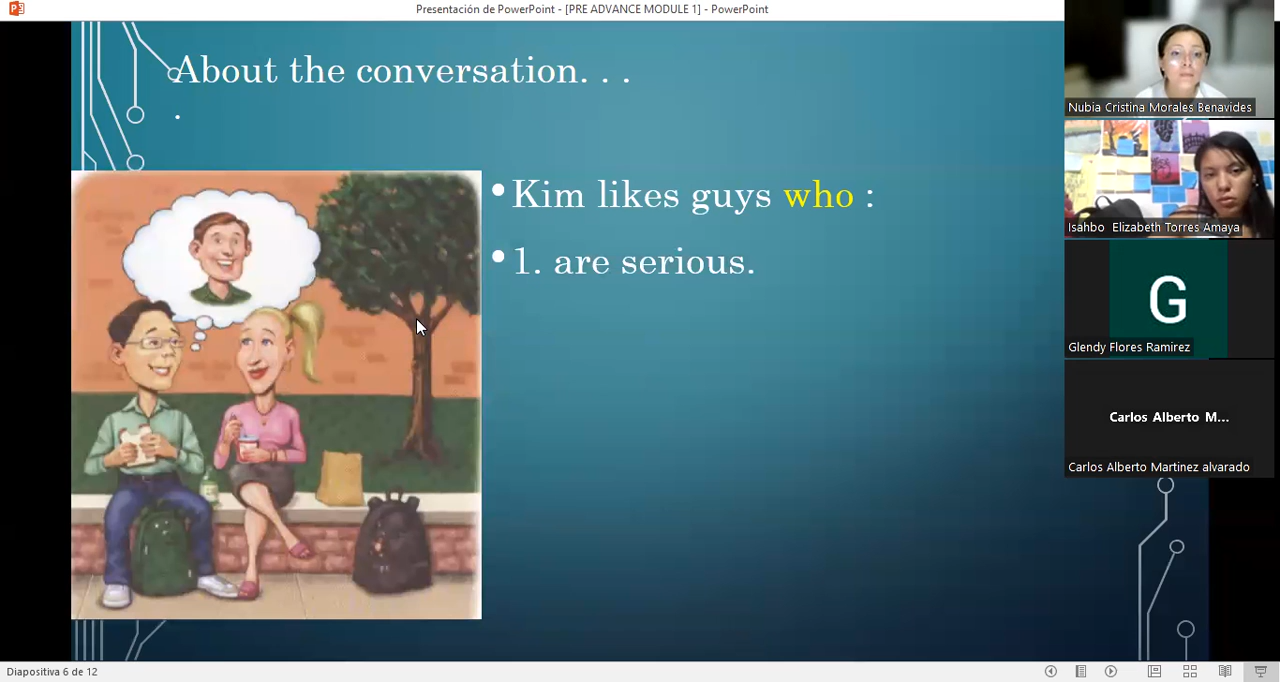 Presentación de PowerPoint - [PRE ADVANCE MODULE 1] - PowerPoint
About the conversation. . .
.
• Kim likes guys who :
• 1. are serious.
Nubia Cristina Morales Benavides
Isahbo Elizabeth Torres Amaya
G
Glendy Flores Ramirez
Carlos Alberto M...
Carlos Alberto Martinez alvarado
Diapositiva 6 de 12